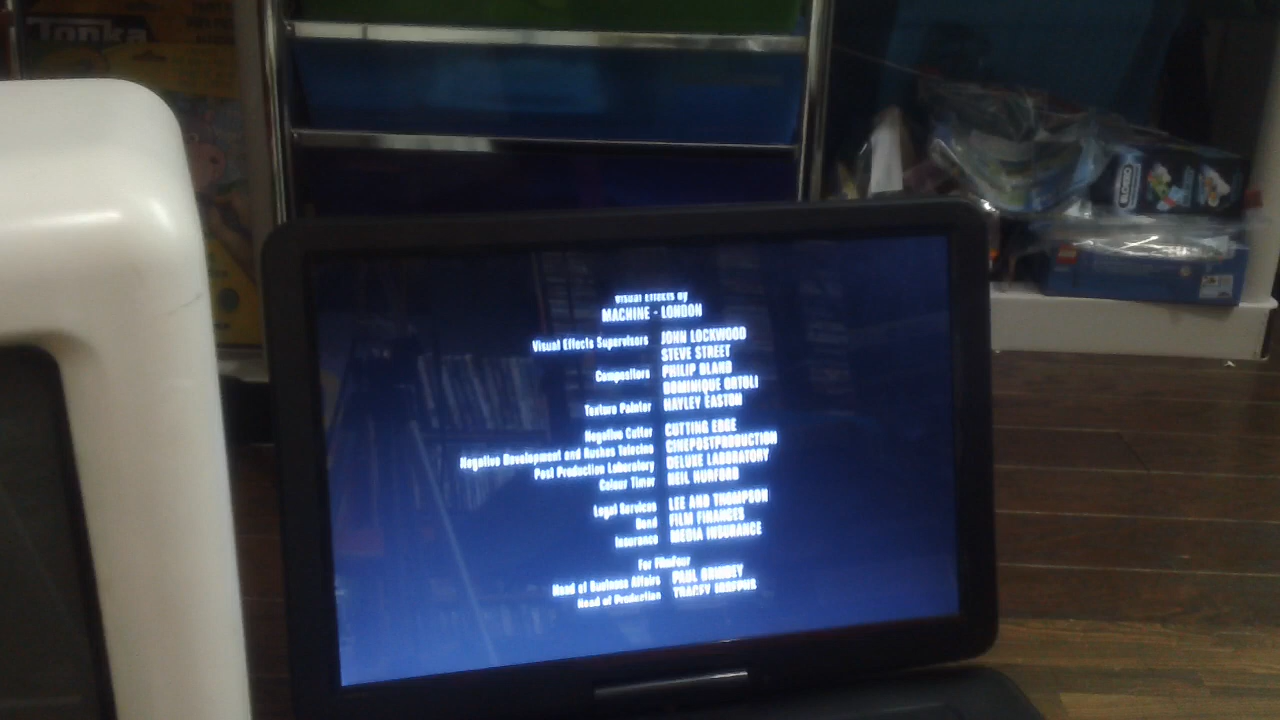 Tonka
Visual Effects by
MACHINE - LONDON
Visual Effects Supervisors JOHN LOCKWOOD
STEVE STREET
Compositors PHILIP BLAND
DOMINIQUE ORTOLI
Texture Painter HAYLEY EASTON
Negative Cutter CUTTING EDGE
Negative Development and Rushes Telecine CINEPOSTPRODUCTION
Post Production Laboratory DELUXE LABORATORY
Colour Timer NEIL HURFORD
Legal Services LEE AND THOMPSON
Bond FILM FINANCES
Insurance MEDIA INSURANCE
For FilmFour
Head of Business Affairs PAUL GRINDEY
Head of Production TRACEY